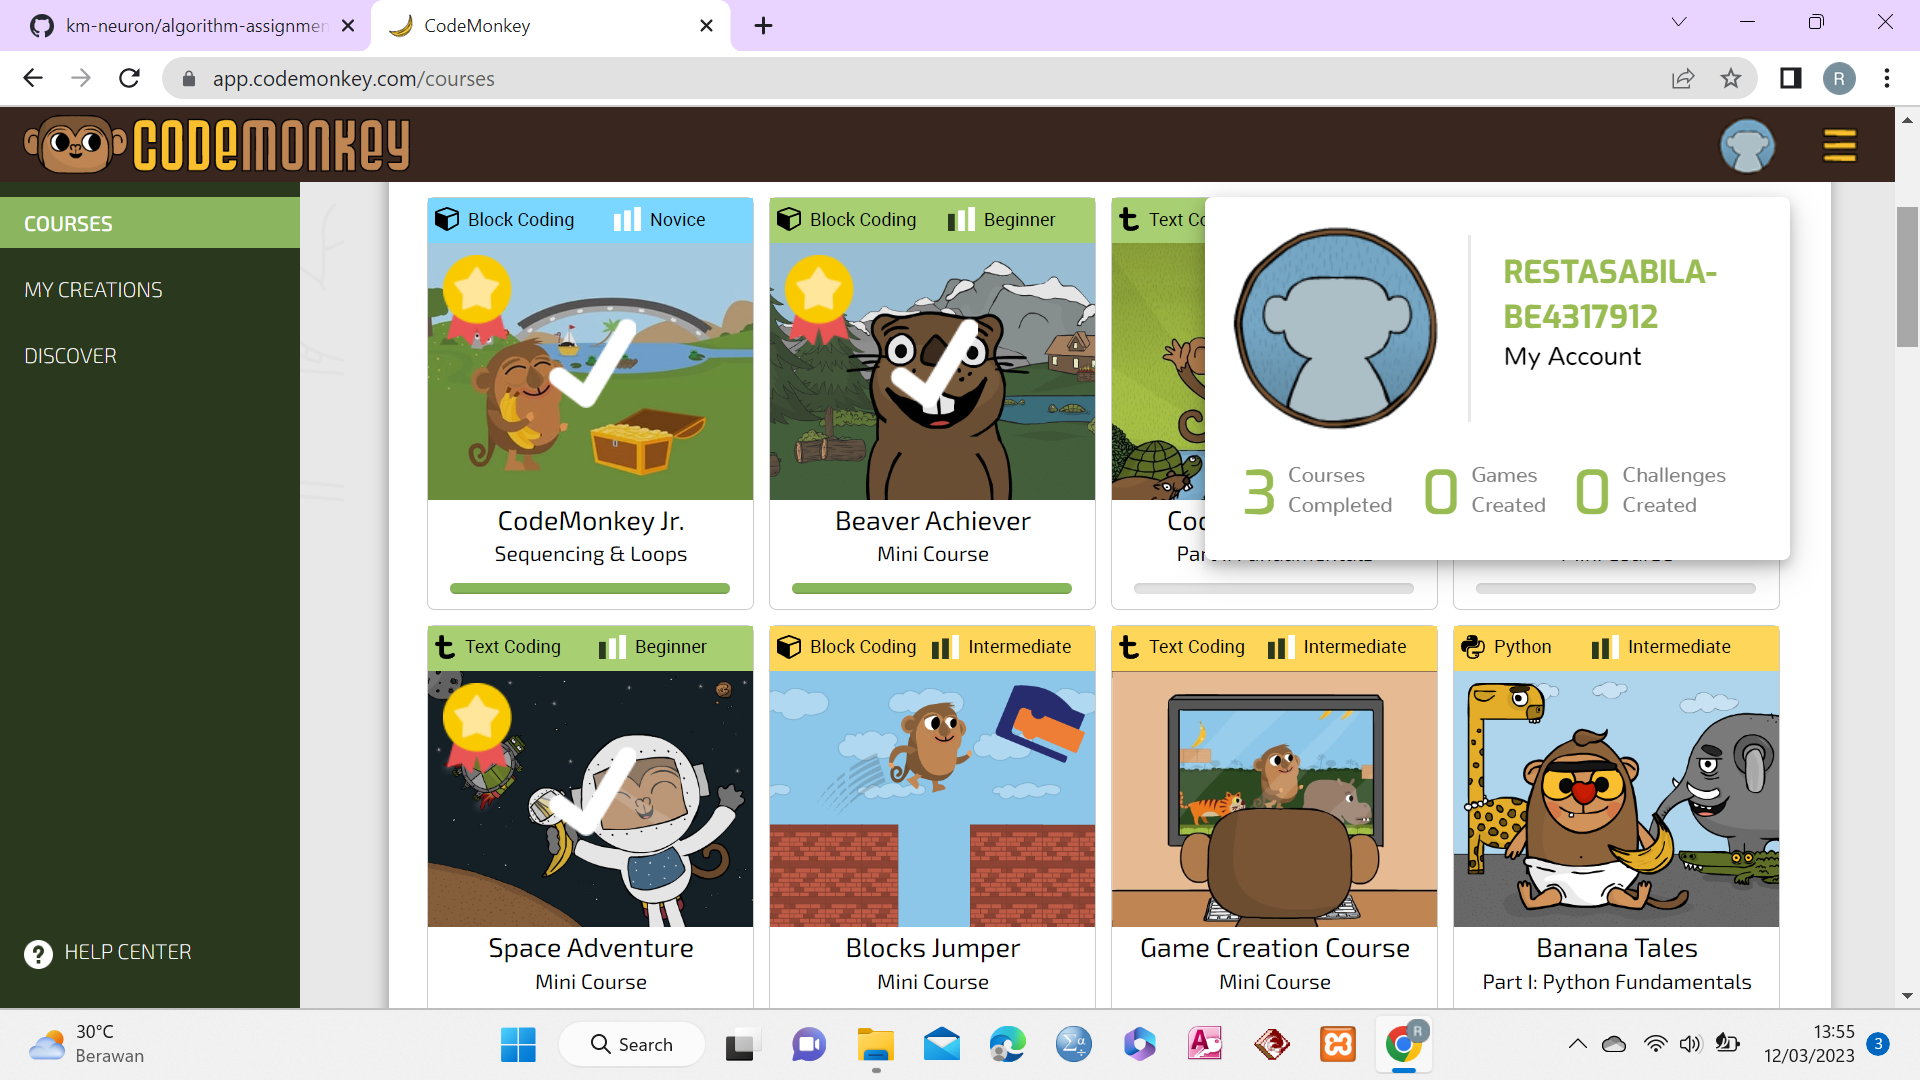 km-neuron/algorithm-assignmen
CodeMonkey
app.codemonkey.com/courses
R
CODEMONKEY
COURSES
MY CREATIONS
DISCOVER
HELP CENTER
Block Coding Novice
CodeMonkey Jr.
Sequencing & Loops
Block Coding Beginner
Beaver Achiever
Mini Course
Text Co
Coc
RESTASABILA-
BE4317912
My Account
3 Courses Completed
0 Games Created
0 Challenges Created
Text Coding Beginner
Space Adventure
Mini Course
Block Coding Intermediate
Blocks Jumper
Mini Course
Text Coding Intermediate
Game Creation Course
Mini Course
Python Intermediate
Banana Tales
Part I: Python Fundamentals
30°C
Berawan
Search
R
13:55
12/03/2023
3